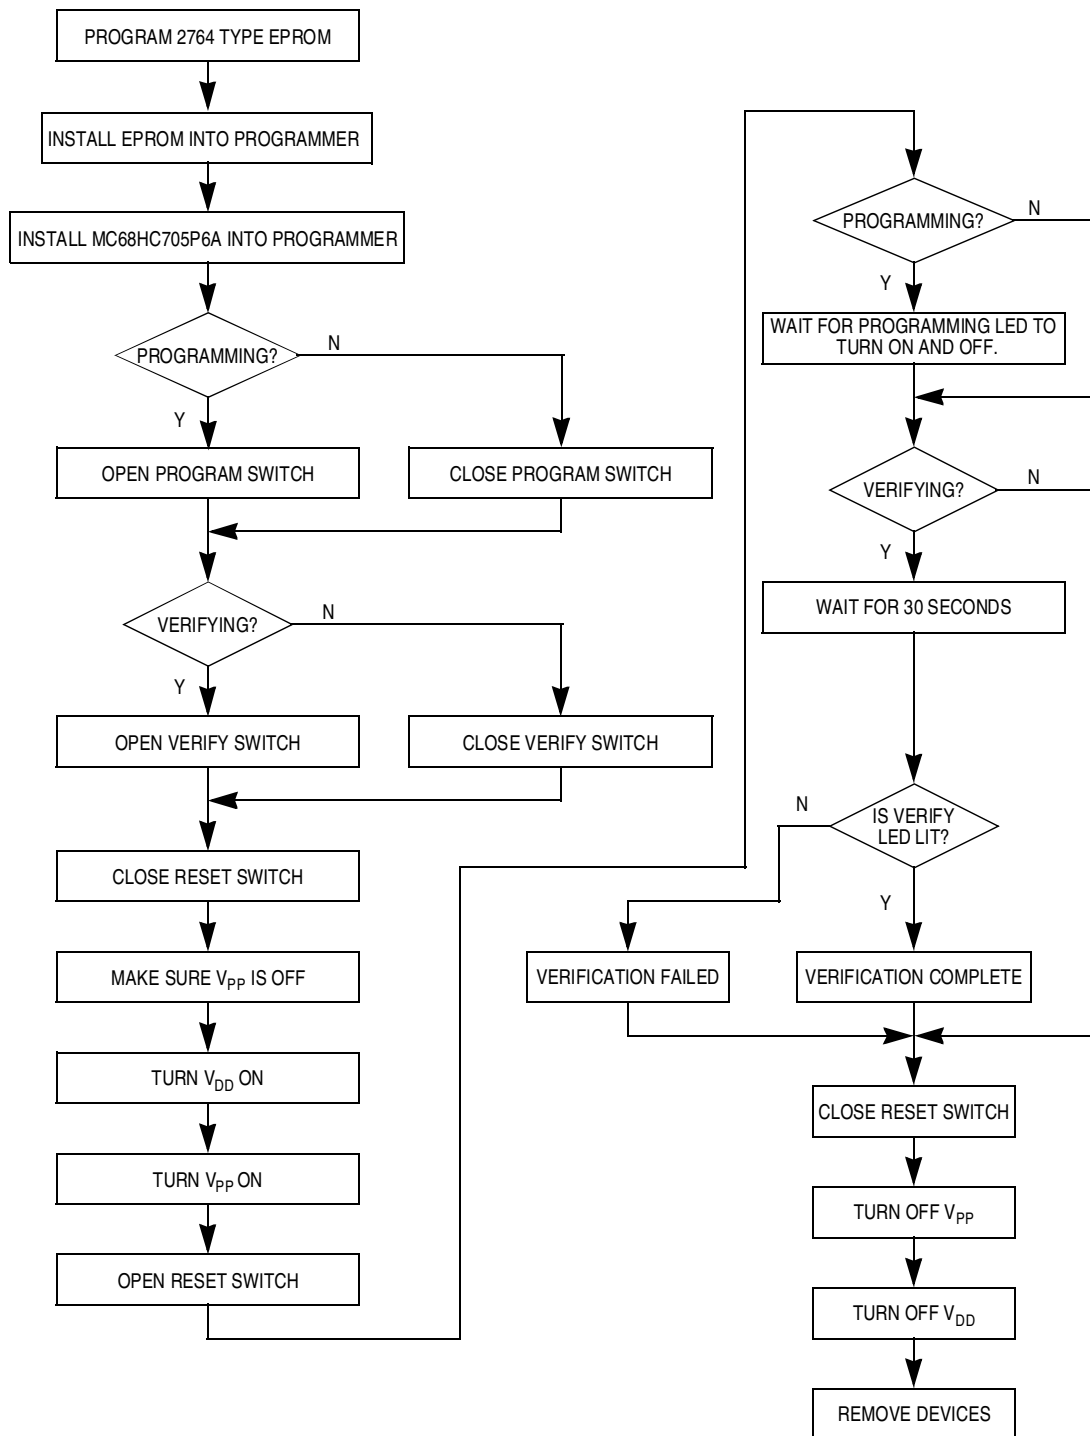 PROGRAM 2764 TYPE EPROM
INSTALL EPROM INTO PROGRAMMER
INSTALL MC68HC705P6A INTO PROGRAMMER
PROGRAMMING?
N
Y
OPEN PROGRAM SWITCH
CLOSE PROGRAM SWITCH
VERIFYING?
N
Y
OPEN VERIFY SWITCH
CLOSE VERIFY SWITCH
CLOSE RESET SWITCH
MAKE SURE VPP IS OFF
TURN VDD ON
TURN VPP ON
OPEN RESET SWITCH
PROGRAMMING?
N
Y
WAIT FOR PROGRAMMING LED TO
TURN ON AND OFF.
VERIFYING?
N
Y
WAIT FOR 30 SECONDS
IS VERIFY
LED LIT?
N
Y
VERIFICATION FAILED
VERIFICATION COMPLETE
CLOSE RESET SWITCH
TURN OFF VPP
TURN OFF VDD
REMOVE DEVICES